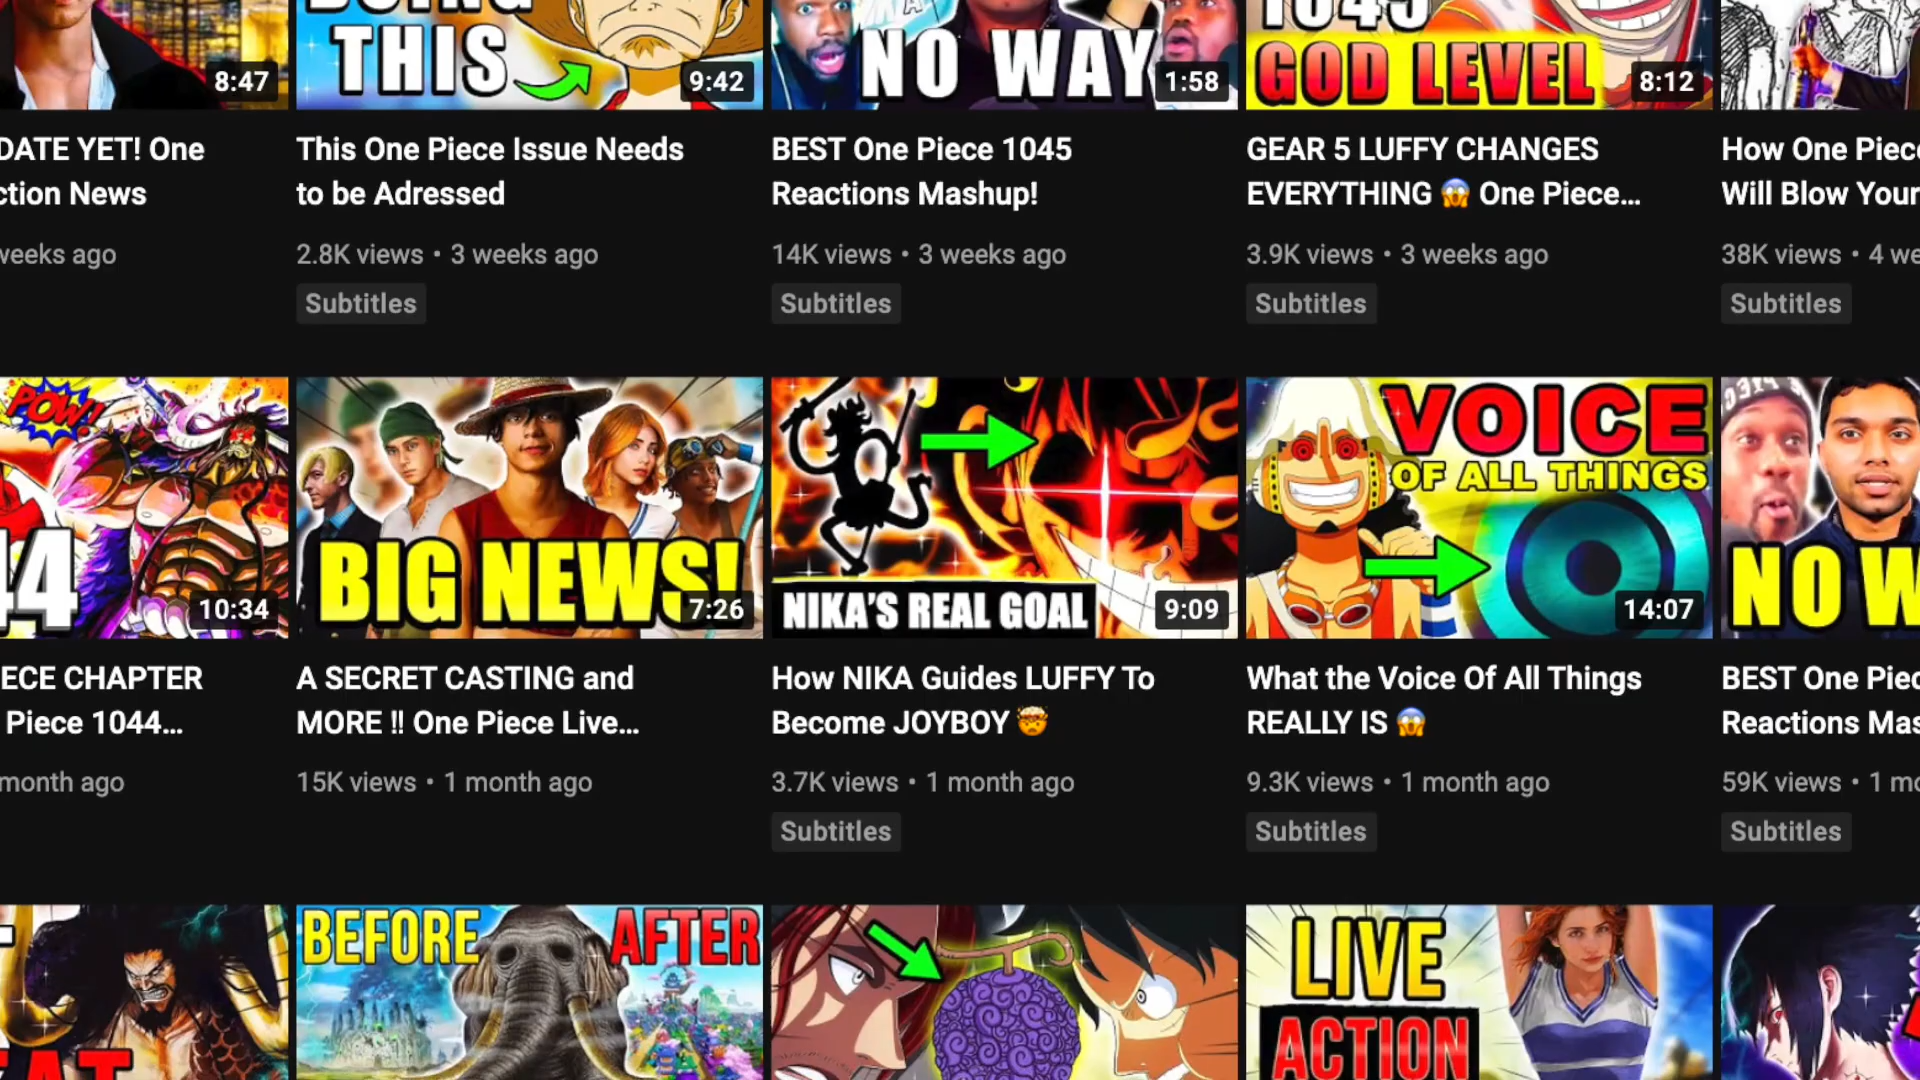 THIS
NO WAY
1045
GOD LEVEL
8:47
9:42
1:58
8:12
DATE YET! One
ction News
weeks ago
This One Piece Issue Needs
to be Adressed
2.8K views • 3 weeks ago
Subtitles
BEST One Piece 1045
Reactions Mashup!
14K views • 3 weeks ago
Subtitles
GEAR 5 LUFFY CHANGES
EVERYTHING 😱 One Piece...
3.9K views • 3 weeks ago
Subtitles
How One Piec
Will Blow Your
38K views • 4 we
Subtitles
POW!
44
10:34
BIG NEWS!
7:26
NIKA'S REAL GOAL
9:09
VOICE
OF ALL THINGS
14:07
NO W
ECE CHAPTER
Piece 1044...
month ago
A SECRET CASTING and
MORE !! One Piece Live...
15K views • 1 month ago
How NIKA Guides LUFFY To
Become JOYBOY 🤯
3.7K views • 1 month ago
Subtitles
What the Voice Of All Things
REALLY IS 😱
9.3K views • 1 month ago
Subtitles
BEST One Piec
Reactions Mas
59K views • 1 mo
Subtitles
BEFORE
AFTER
LIVE
ACTION